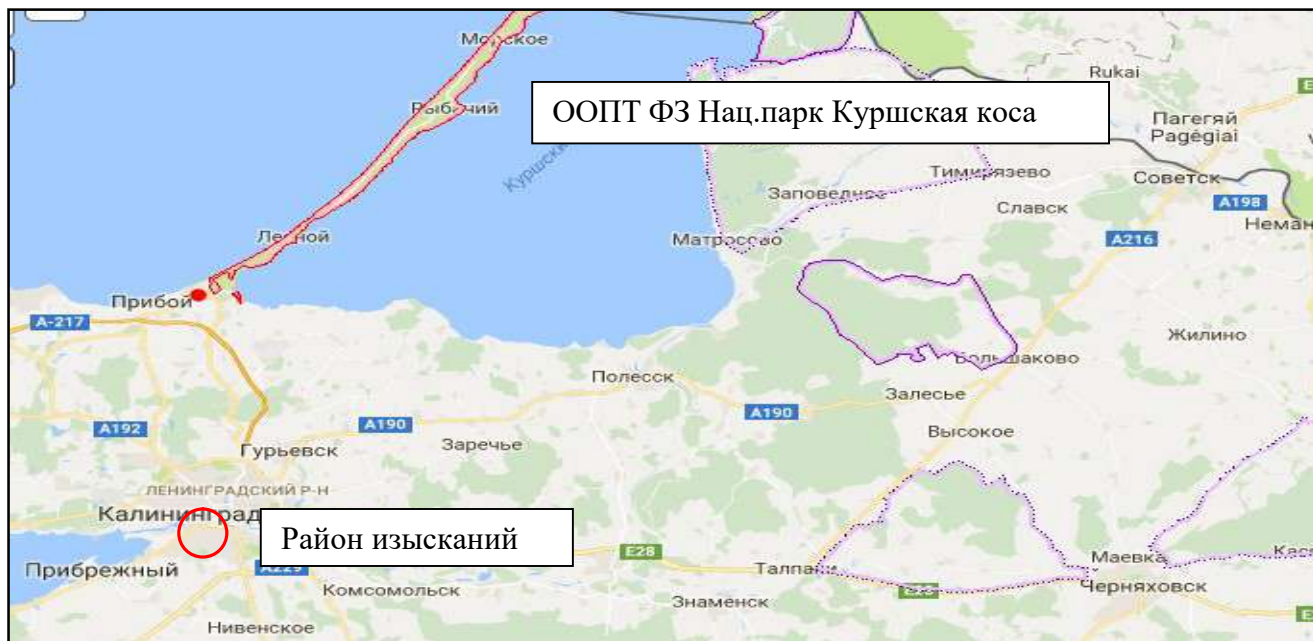 Морское
Rukai
Рыбачий
ООПТ ФЗ Нац.парк Куршская коса
Пагегяй
Pagėgiai
Куршский
Тимирязево
Советск
Заповедное
A198
Славск
Неман
Лесной
Матросово
A216
Прибой
A-217
Жилино
Большаково
Полесск
Залесье
A190
A192
A190
Высокое
Гурьевск
Заречье
ЛЕНИНГРАДСКИЙ Р-Н
Калининград
Район изысканий
E28
Маевка
Прибрежный
A229
Талпаки
Комсомольск
Черняховск
Знаменск
Нивенское